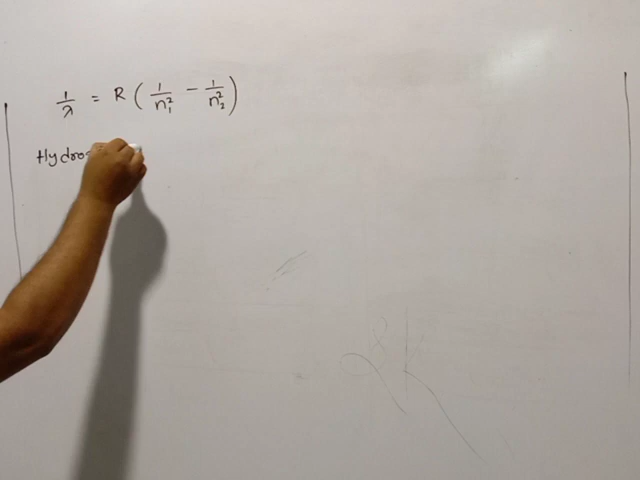 1/λ = R ( 1/n₁² − 1/n₂² )
Hydro